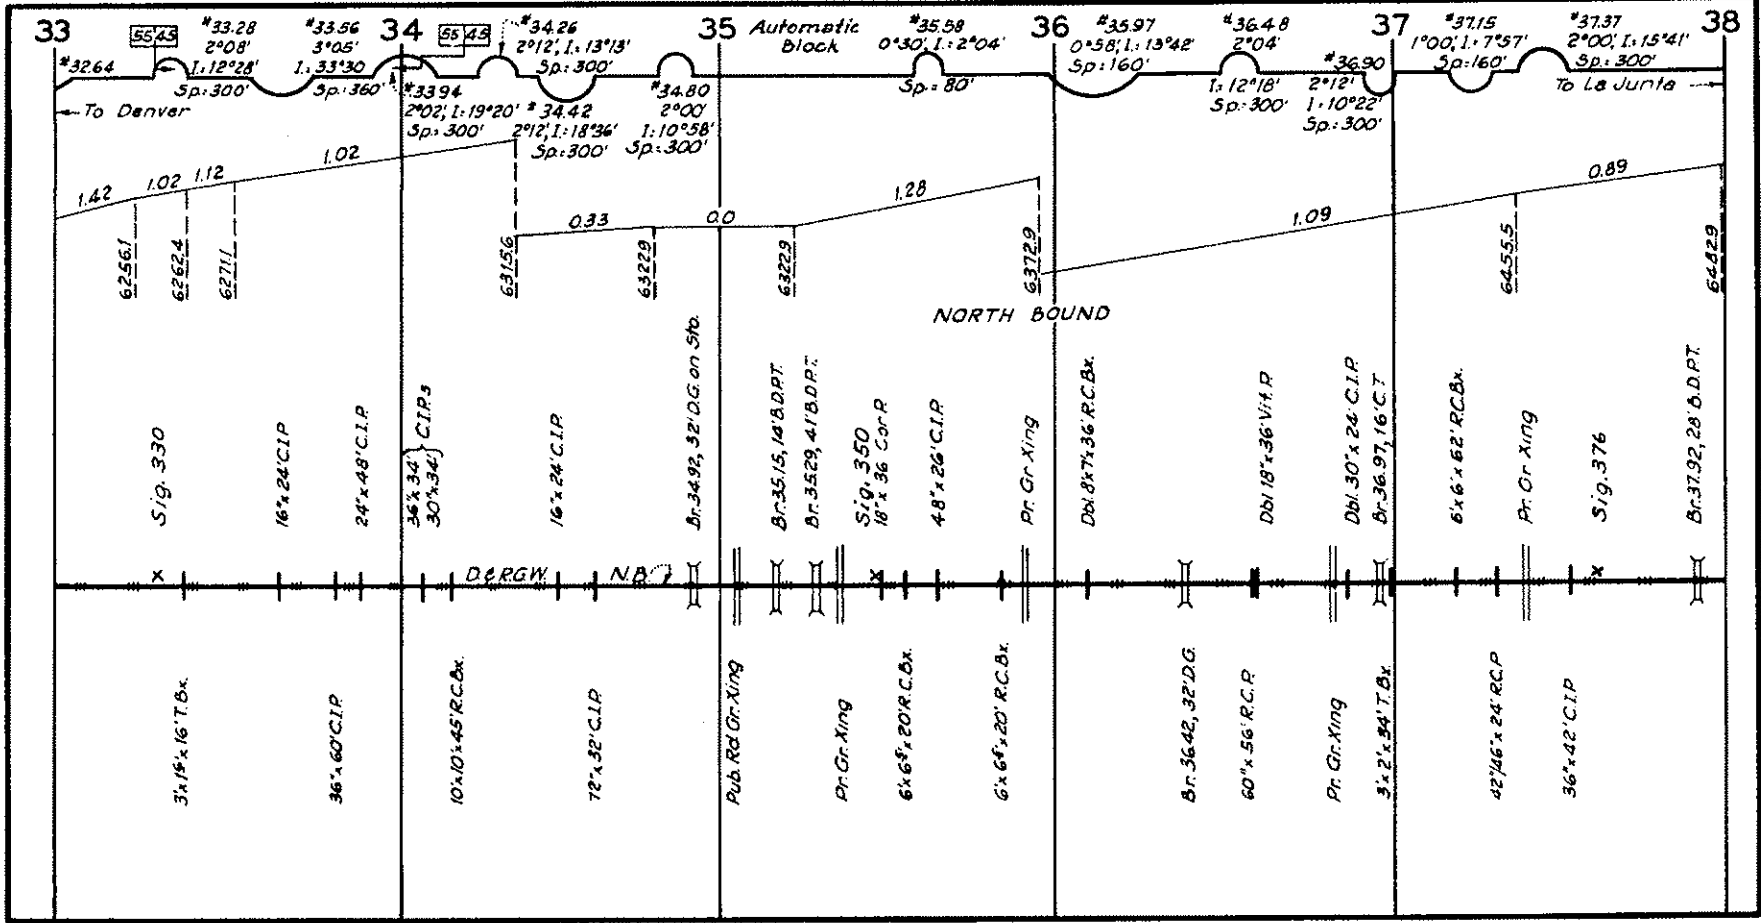 33
34
35
36
37
38
Automatic
Block
55 45
55 45
#32.64
#33.28
2°08'
I.: 12°28'
Sp.: 300'
#33.56
3°05'
I.: 33°30
Sp.: 360'
#33.94
2°02', I.: 19°20'
Sp.: 300'
#34.26
2°12', I.: 13°13'
Sp.: 300'
#34.42
2°12', I.: 18°36'
Sp.: 300'
#34.80
2°00'
I.: 10°58'
Sp.: 300'
#35.58
0°30', I.: 2°04'
Sp.: 80'
#35.97
0°58', I.: 13°42'
Sp.: 160'
#36.48
2°04'
I.: 12°18'
Sp.: 300'
#36.90
2°12'
I.: 10°22'
Sp.: 300'
#37.15
1°00', I.: 7°57'
Sp.: 160'
#37.37
2°00', I.: 15°41'
Sp.: 300'
To Denver
To La Junta
1.42
1.02
1.12
1.02
0.33
0.0
1.28
1.09
0.89
6256.1
6262.4
6271.1
6315.6
6322.9
6322.9
6372.9
6455.5
6482.9
NORTH BOUND
Sig. 330
16"x 24' C.I.P.
24"x 48' C.I.P.
36"x 34' } C.I.P.s
30"x 34' }
16"x 24' C.I.P.
Br. 34.92, 32' D.G. on Sto.
Br. 35.15, 14' B.D.P.T.
Br. 35.29, 41' B.D.P.T.
Sig. 350
18"x 36' Cor P.
48"x 26' C.I.P.
Pr. Gr Xing
Dbl. 8'x7'x36' R.C.Bx.
Dbl 18"x 36' Vit. P.
Dbl. 30"x 24' C.I.P.
Br. 36.97, 16' C.T
6'x 6'x 62' R.C.Bx.
Pr. Gr Xing
Sig. 376
Br. 37.92, 28' B.D.P.T.
D.&R.G.W.
N.B.
16' T.Bx.
36"x 60' C.I.P.
10'x10'x 45' R.C.Bx.
72"x 32' C.I.P.
Pub. Rd Gr. Xing
Pr. Gr. Xing
20' R.C.Bx.
20' R.C.Bx.
Br. 36.42, 32' D.G.
60"x 56' R.C.P.
Pr. Gr. Xing
3'x 2'x 34' T.Bx.
42"/46"x 24' R.C.P.
36"x 42' C.I.P.